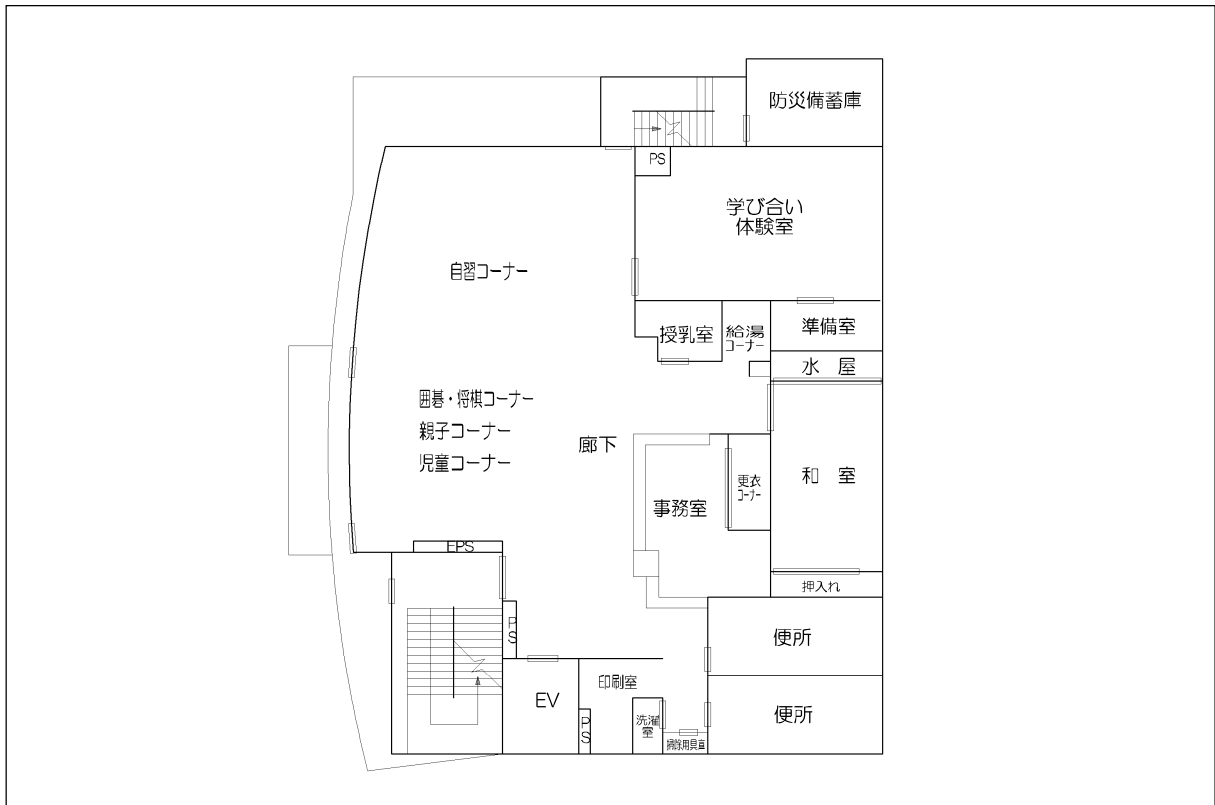 防災備蓄庫
PS
学び合い
体験室
自習コーナー
授乳室
給湯
コーナー
準備室
水 屋
囲碁・将棋コーナー
親子コーナー
児童コーナー
廊下
和 室
更衣
コーナー
事務室
EPS
押入れ
PS
便所
印刷室
EV
PS
洗濯
室
便所
掃除用具置